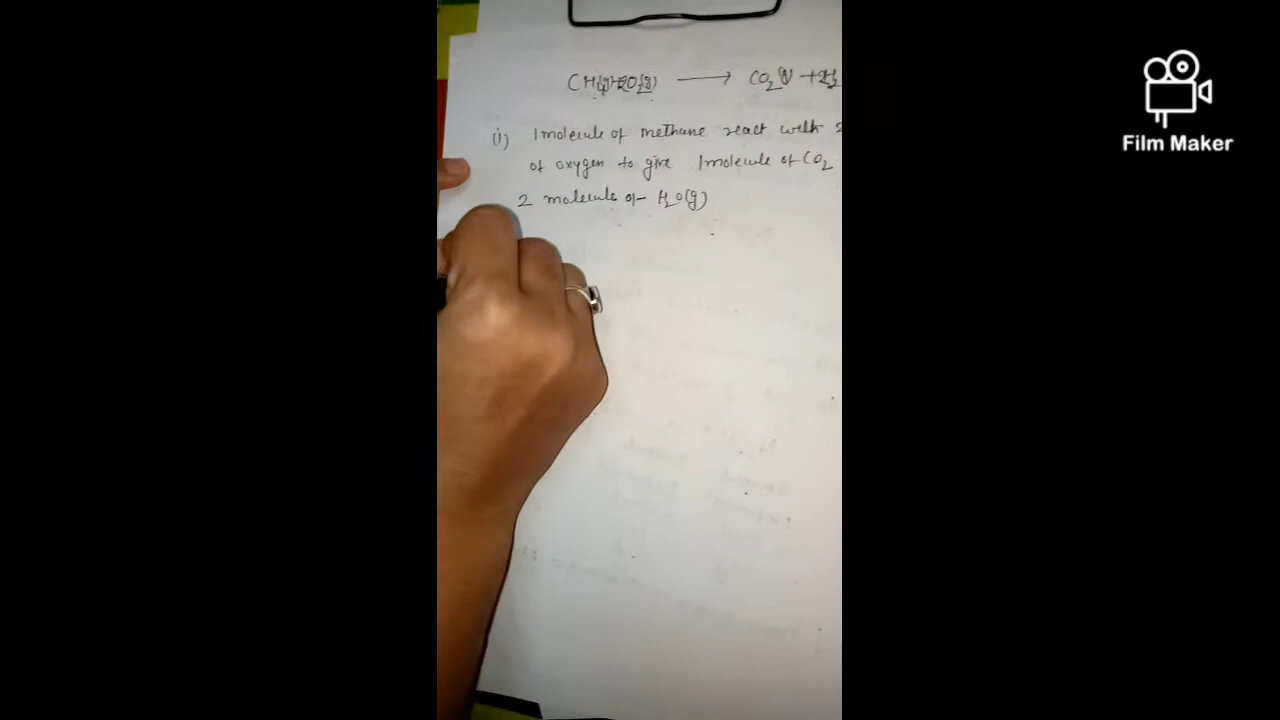 CH4(g)+2O2(g) ⟶ CO2(g) + 2H2
(i) 1 molecule of methane react with 2
of oxygen to give 1 molecule of CO2
2 molecule of H2O(g)
Film Maker